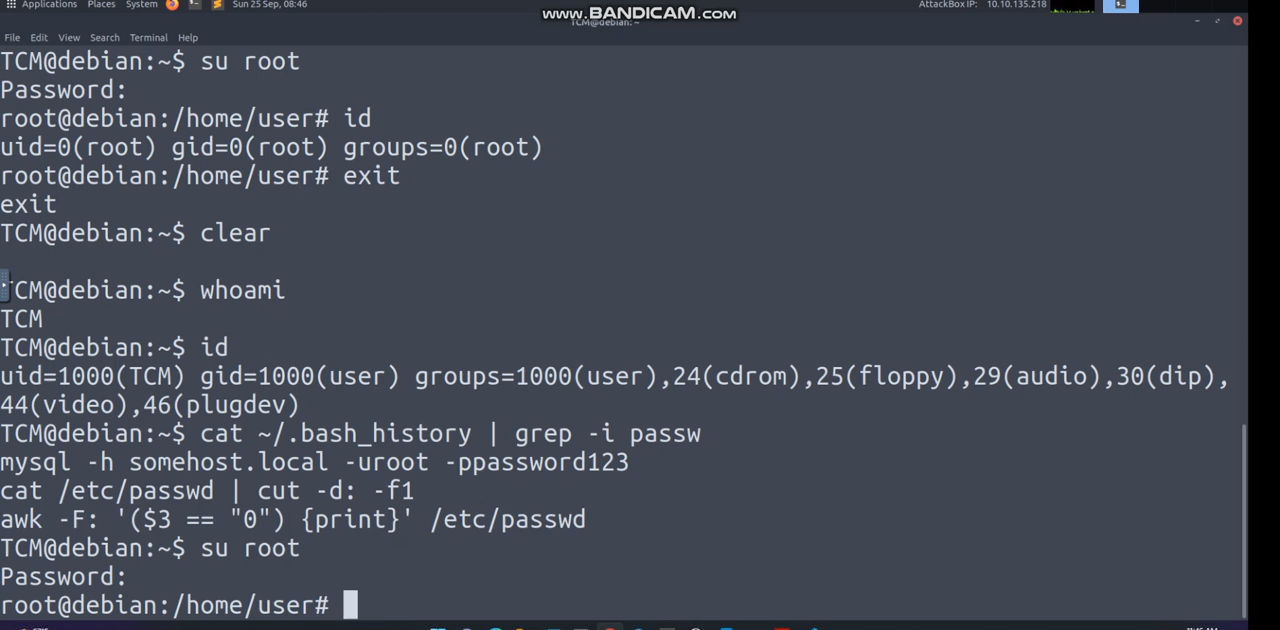 Applications Places System Sun 25 Sep, 08:46 AttackBox IP: 10.10.135.218
www.BANDICAM.com
TCM@debian: ~
File Edit View Search Terminal Help
TCM@debian:~$ su root
Password:
root@debian:/home/user# id
uid=0(root) gid=0(root) groups=0(root)
root@debian:/home/user# exit
exit
TCM@debian:~$ clear
TCM@debian:~$ whoami
TCM
TCM@debian:~$ id
uid=1000(TCM) gid=1000(user) groups=1000(user),24(cdrom),25(floppy),29(audio),30(dip),
44(video),46(plugdev)
TCM@debian:~$ cat ~/.bash_history | grep -i passw
mysql -h somehost.local -uroot -ppassword123
cat /etc/passwd | cut -d: -f1
awk -F: '($3 == "0") {print}' /etc/passwd
TCM@debian:~$ su root
Password:
root@debian:/home/user#